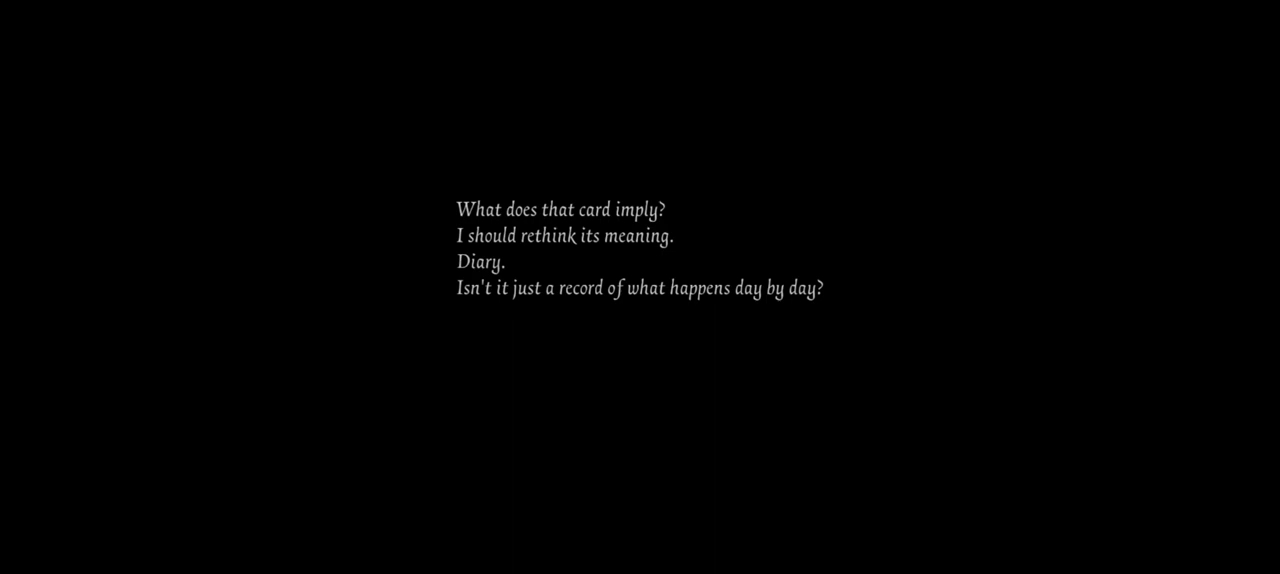 What does that card imply?
I should rethink its meaning.
Diary.
Isn't it just a record of what happens day by day?